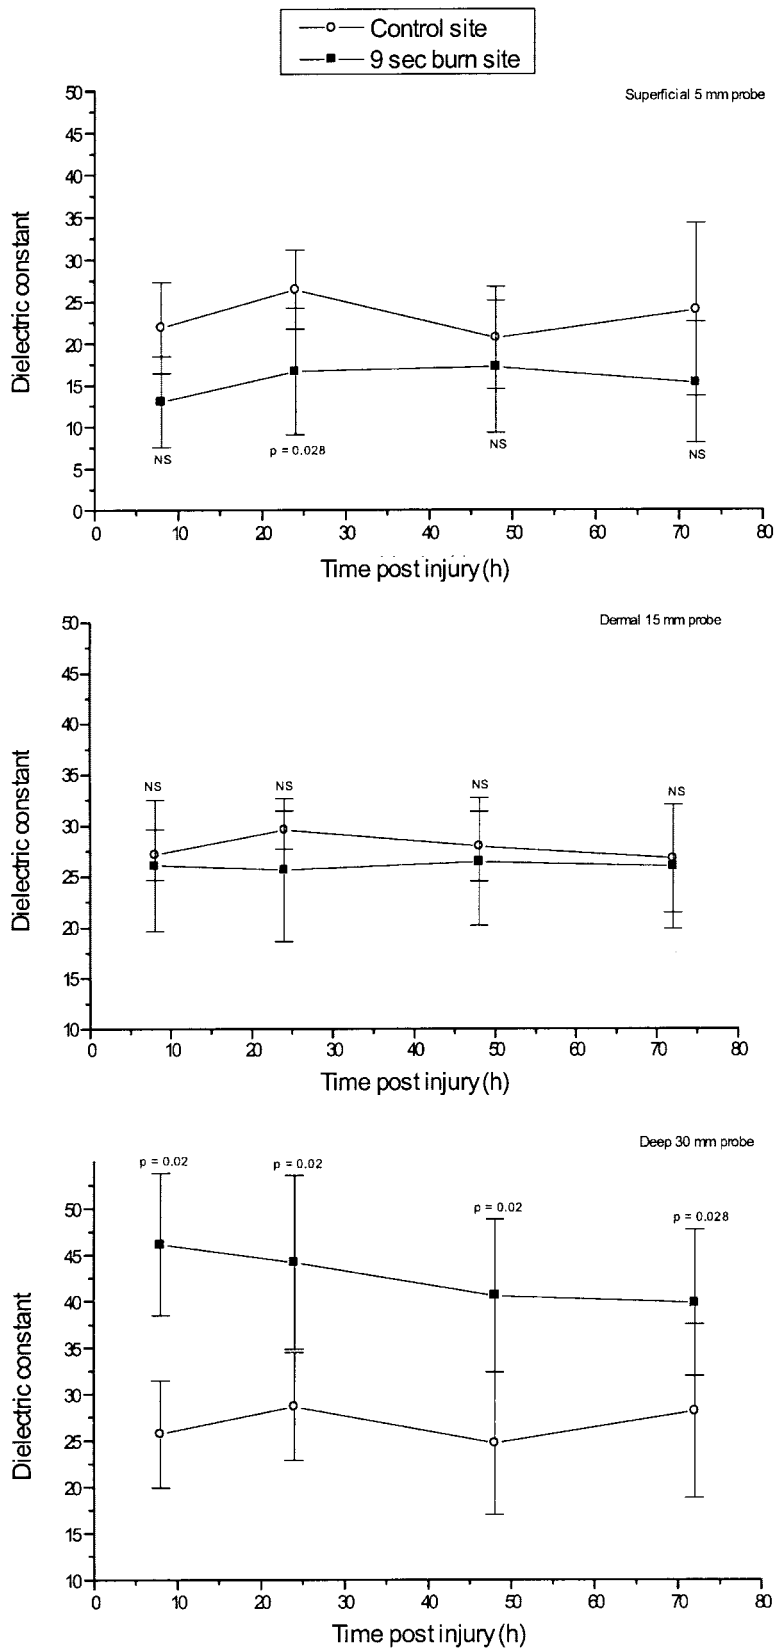 Control site
9 sec burn site
Superficial 5 mm probe
50
45
40
35
30
25
20
15
10
5
0
Dielectric constant
NS
p = 0.028
NS
NS
0 10 20 30 40 50 60 70 80
Time post injury (h)
Dermal 15 mm probe
50
45
40
35
30
25
20
15
10
Dielectric constant
NS
NS
NS
NS
0 10 20 30 40 50 60 70 80
Time post injury (h)
Deep 30 mm probe
p = 0.02
p = 0.02
p = 0.02
p = 0.028
50
45
40
35
30
25
20
15
10
Dielectric constant
0 10 20 30 40 50 60 70 80
Time post injury (h)